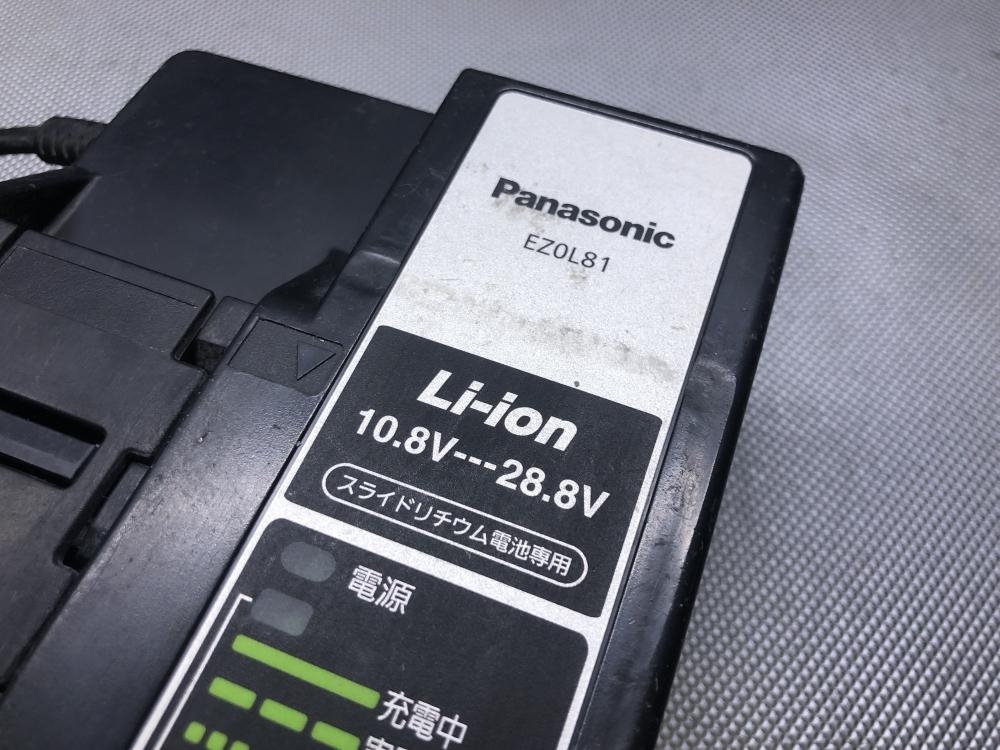 Panasonic
EZ0L81
Li-ion
10.8V---28.8V
スライドリチウム電池専用
電源
充電中